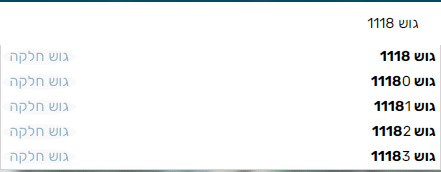 גוש 1118
גוש 1118 גוש חלקה
גוש 11180 גוש חלקה
גוש 11181 גוש חלקה
גוש 11182 גוש חלקה
גוש 11183 גוש חלקה